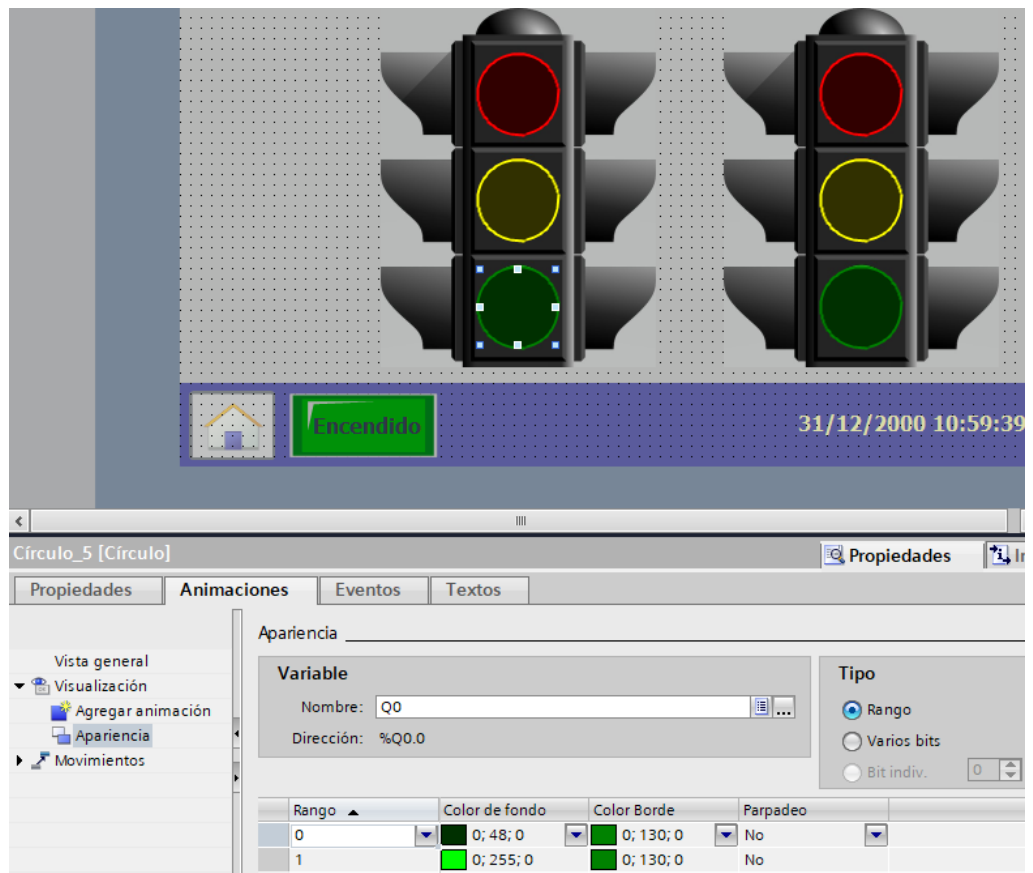 Encendido
31/12/2000 10:59:39
Círculo_5 [Círculo]
Propiedades
Propiedades
Animaciones
Eventos
Textos
Apariencia
Vista general
Visualización
Agregar animación
Apariencia
Movimientos
Variable
Nombre: Q0
...
Dirección: %Q0.0
Tipo
Rango
Varios bits
Bit indiv. 0
Rango Color de fondo Color Borde Parpadeo
0 0; 48; 0 0; 130; 0 No
1 0; 255; 0 0; 130; 0 No